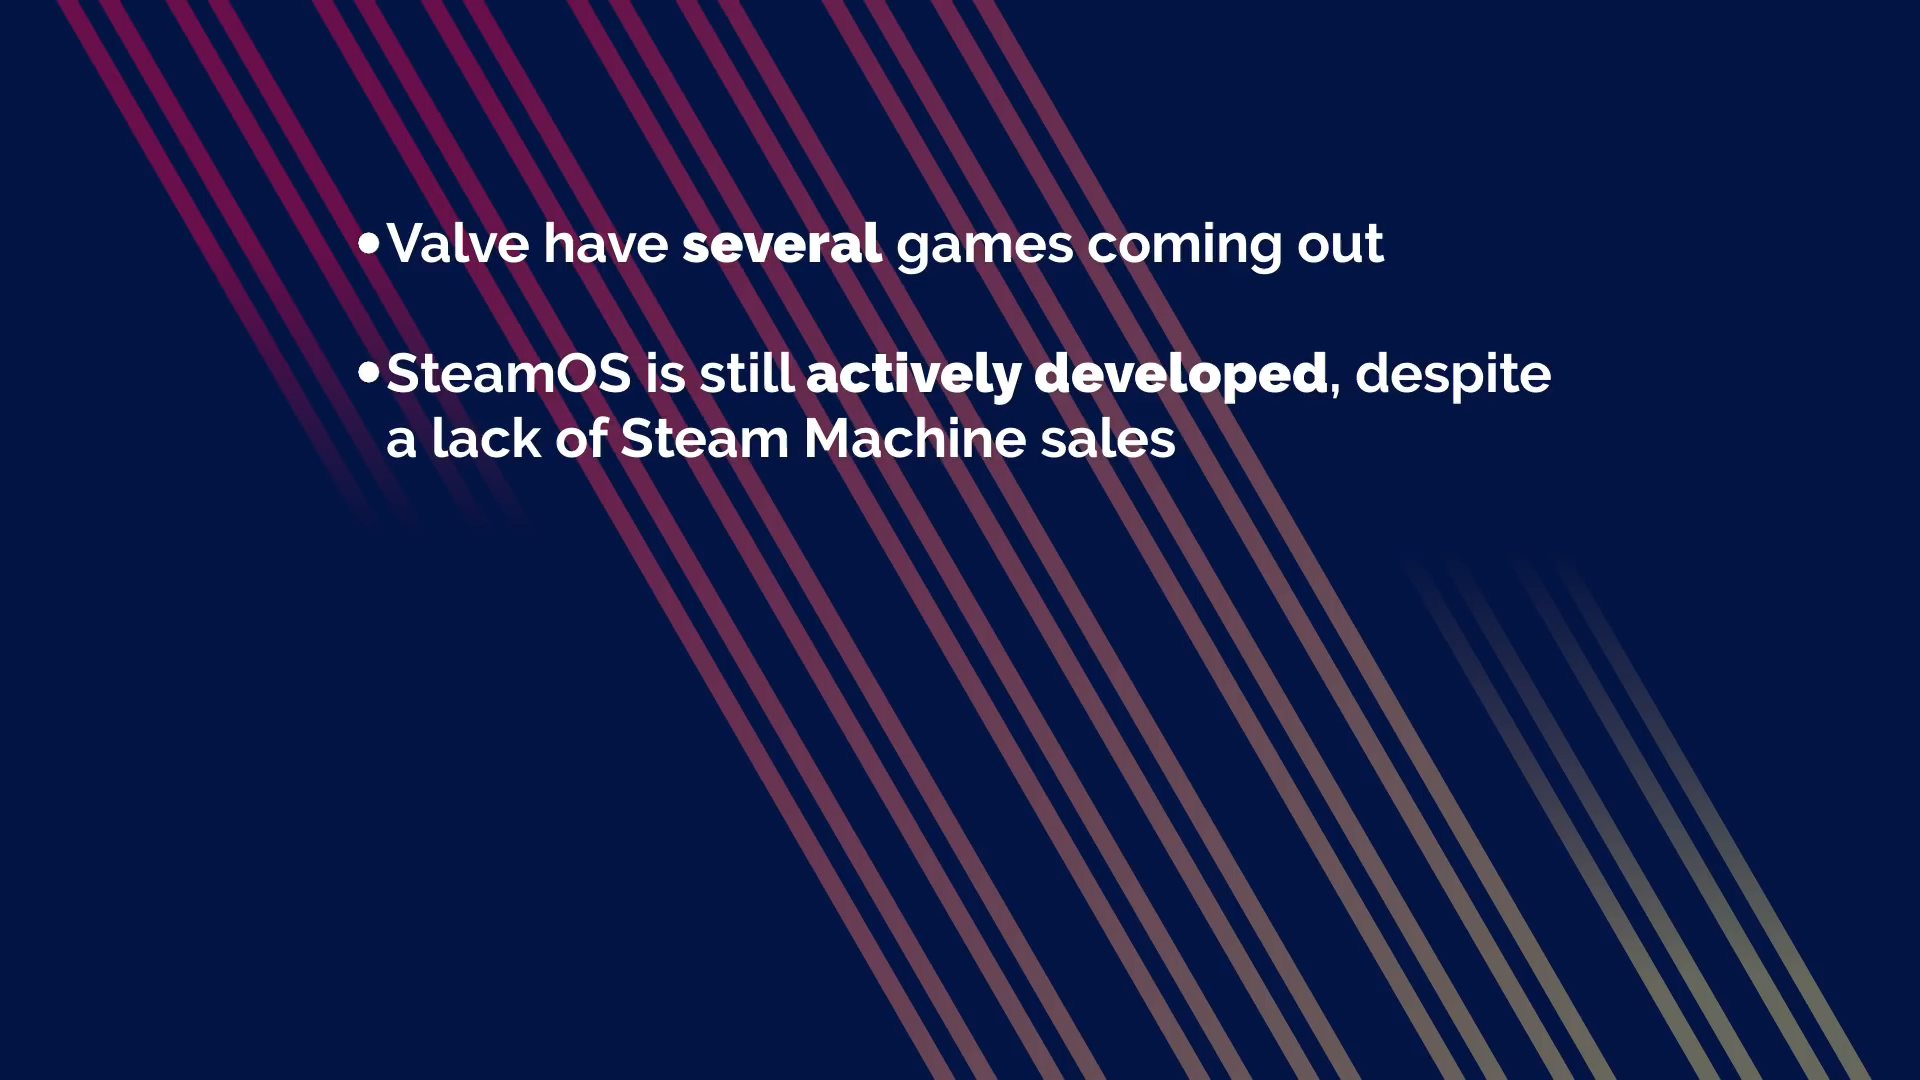 •Valve have several games coming out
•SteamOS is still actively developed, despite
a lack of Steam Machine sales